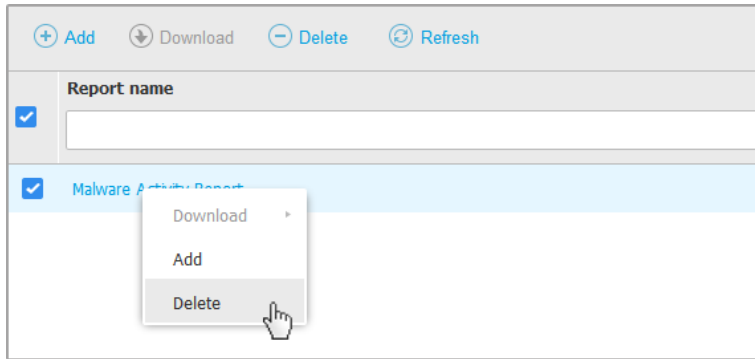 Add Download Delete Refresh
Report name
Malware Activity Report
Download
Add
Delete